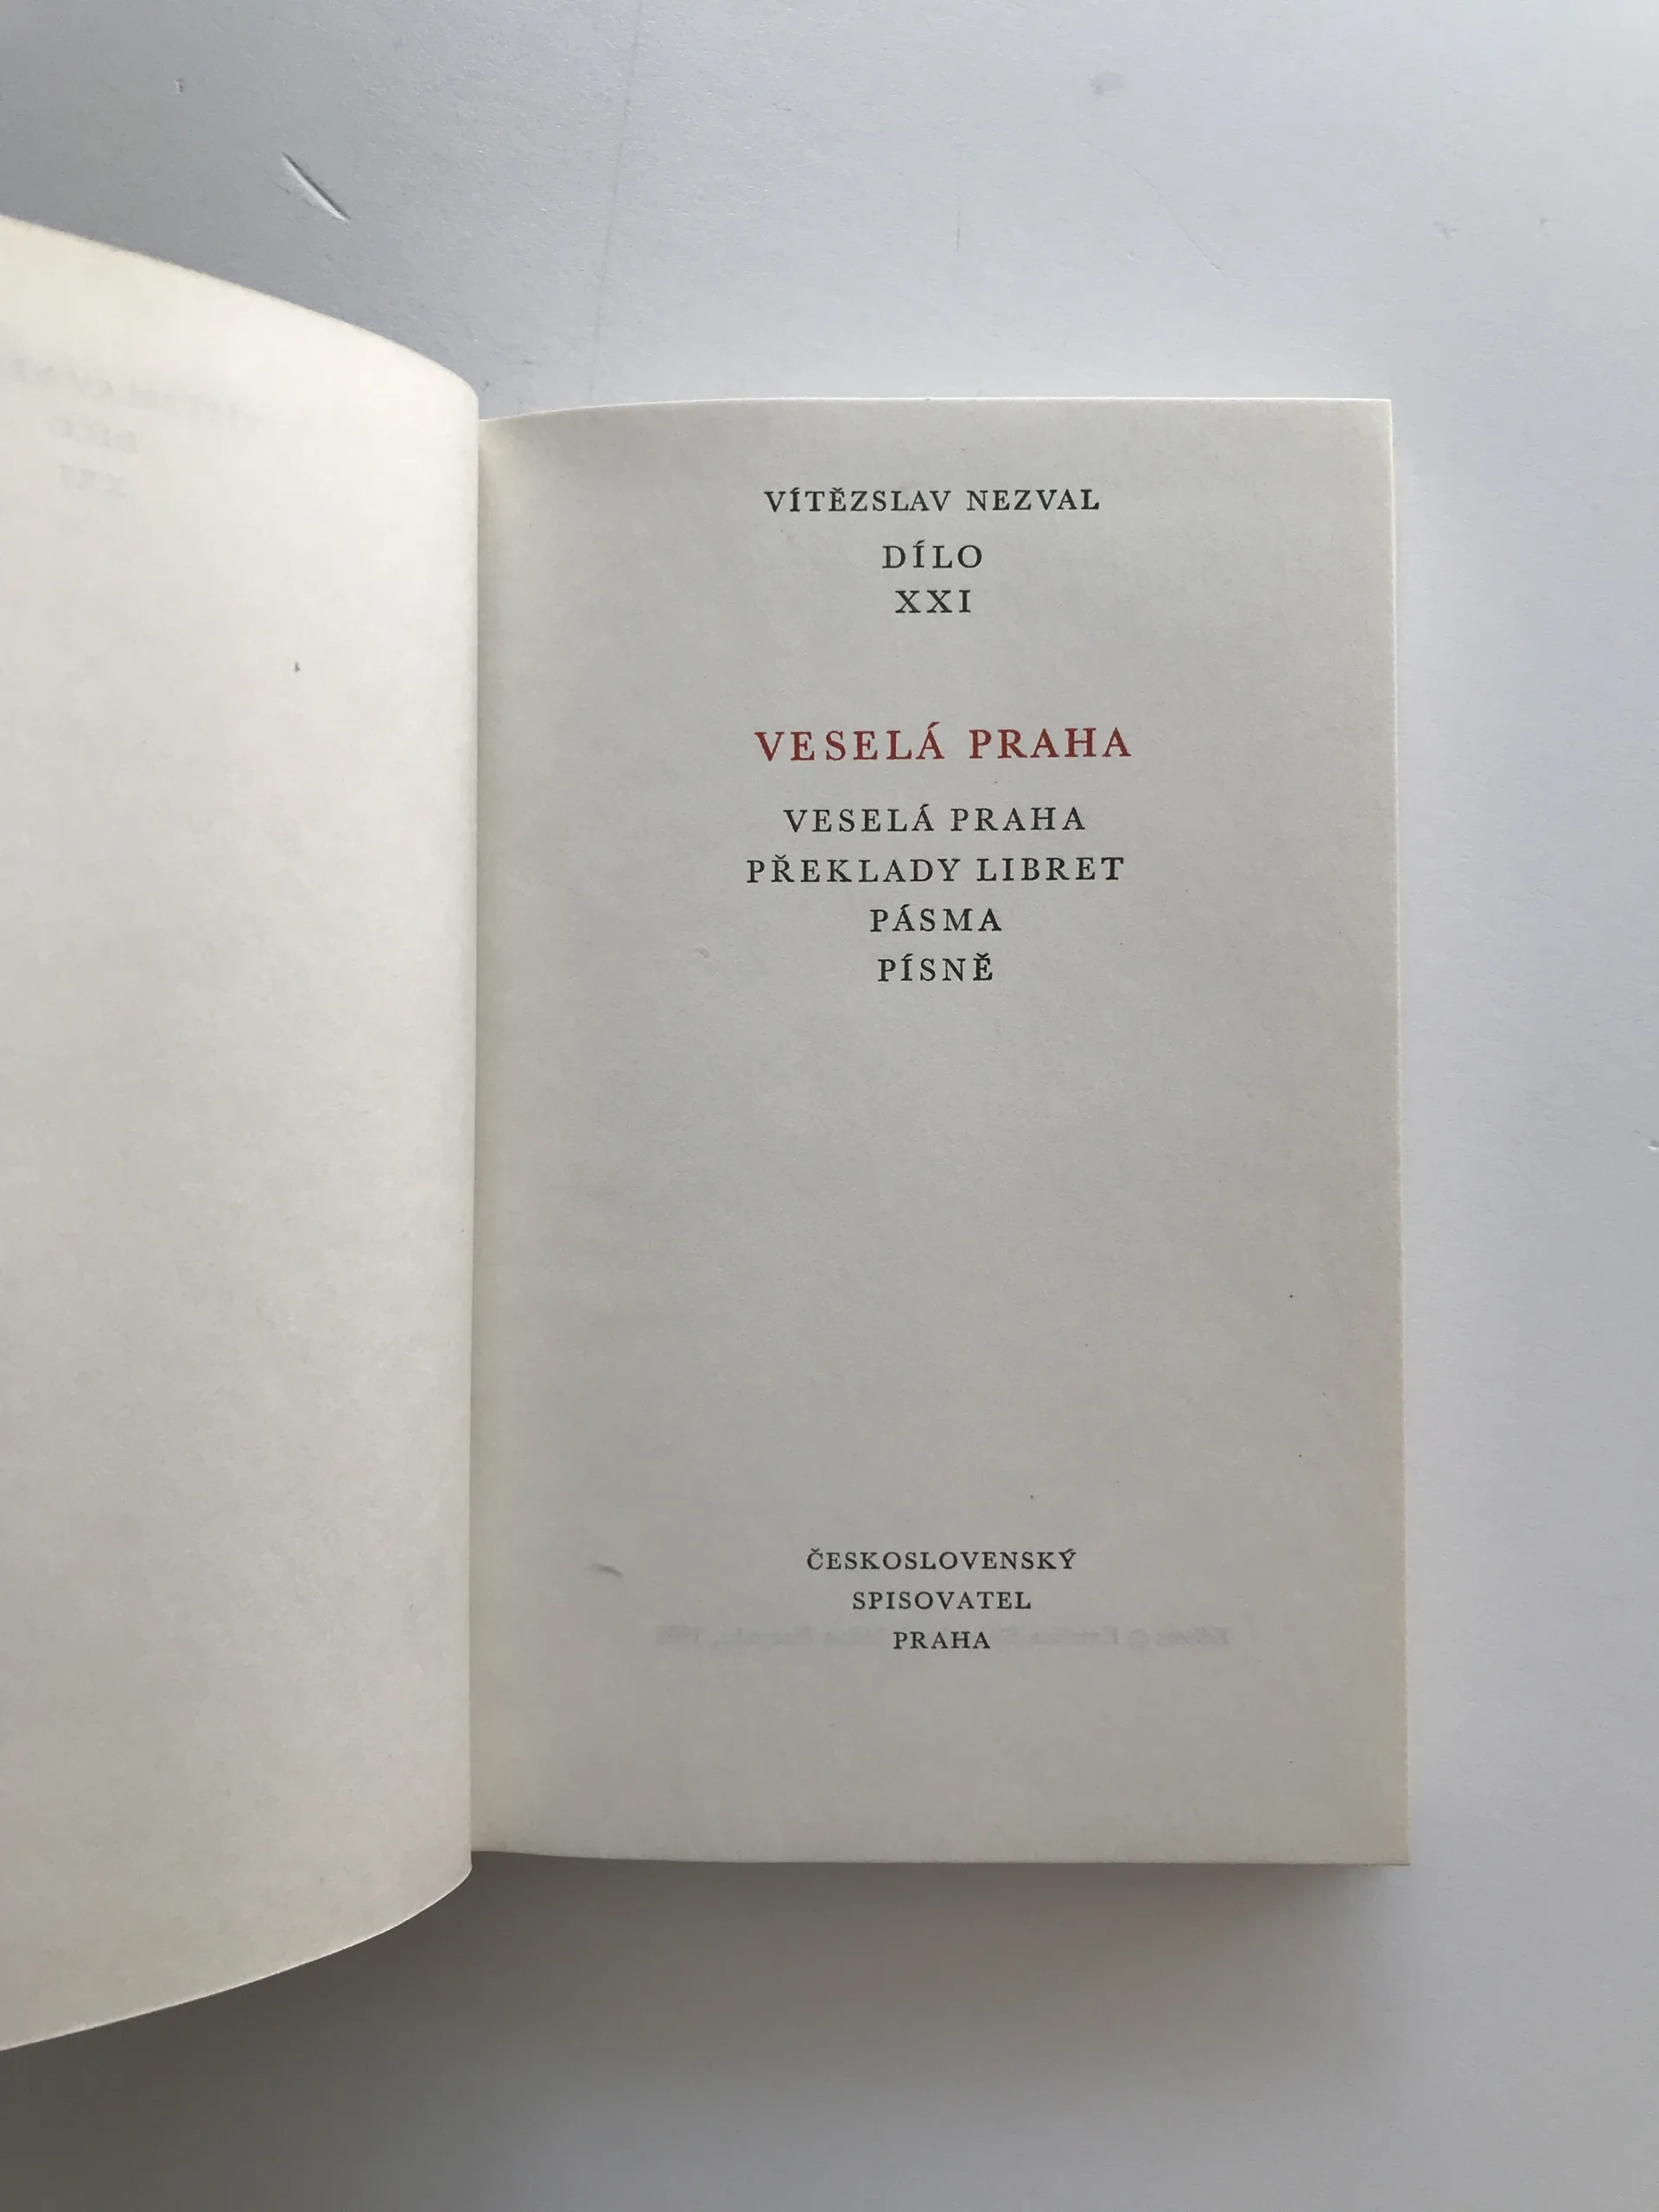 VÍTĚZSLAV NEZVAL
DÍLO
XXI
VESELÁ PRAHA
VESELÁ PRAHA
PŘEKLADY LIBRET
PÁSMA
PÍSNĚ
ČESKOSLOVENSKÝ
SPISOVATEL
PRAHA